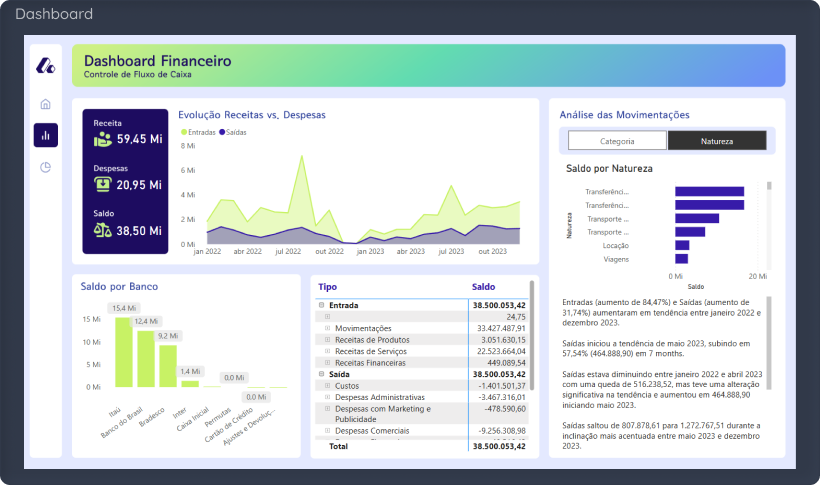 Dashboard
Dashboard Financeiro
Controle de Fluxo de Caixa
Receita
59,45 Mi
Despesas
20,95 Mi
Saldo
38,50 Mi
Evolução Receitas vs. Despesas
Entradas Saídas
8 Mi
6 Mi
4 Mi
2 Mi
0 Mi
jan 2022 abr 2022 jul 2022 out 2022 jan 2023 abr 2023 jul 2023 out 2023
Análise das Movimentações
Categoria Natureza
Saldo por Natureza
Natureza
Transferênci...
Transferênci...
Transporte ...
Transporte ...
Locação
Viagens
0 Mi 20 Mi
Saldo
Saldo por Banco
15,4 Mi
12,4 Mi
9,2 Mi
1,4 Mi
0,0 Mi
0,0 Mi
15 Mi
10 Mi
5 Mi
0 Mi
Itaú
Banco do Brasil
Bradesco
Inter
Caixa Inicial
Permutas
Cartão de Crédito
Ajustes e Devoluç...
Tipo Saldo
Entrada 38.500.053,42
24,75
Movimentações 33.427.487,91
Receitas de Produtos 3.051.630,15
Receitas de Serviços 22.523.664,04
Receitas Financeiras 449.089,54
Saída 38.500.053,42
Custos -1.401.501,37
Despesas Administrativas -3.467.316,01
Despesas com Marketing e -478.590,60
Publicidade
Despesas Comerciais -9.256.308,98
Total 38.500.053,42
Entradas (aumento de 84,47%) e Saídas (aumento de
31,74%) aumentaram em tendência entre janeiro 2022 e
dezembro 2023.
Saídas iniciou a tendência de maio 2023, subindo em
57,54% (464.888,90) em 7 months.
Saídas estava diminuindo entre janeiro 2022 e abril 2023
com uma queda de 516.238,52, mas teve uma alteração
significativa na tendência e aumentou em 464.888,90
iniciando maio 2023.
Saídas saltou de 807.878,61 para 1.272.767,51 durante a
inclinação mais acentuada entre maio 2023 e dezembro
2023.